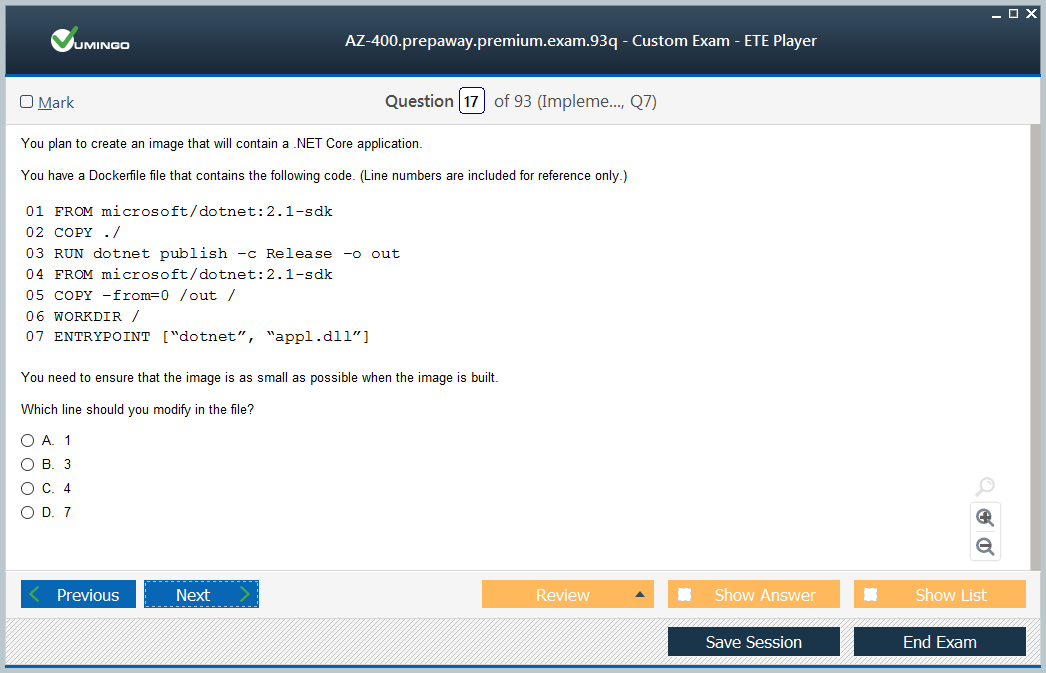 VUMINGO
AZ-400.prepaway.premium.exam.93q - Custom Exam - ETE Player
Mark
Question 17 of 93 (Impleme..., Q7)
You plan to create an image that will contain a .NET Core application.
You have a Dockerfile file that contains the following code. (Line numbers are included for reference only.)
01 FROM microsoft/dotnet:2.1-sdk
02 COPY ./
03 RUN dotnet publish –c Release –o out
04 FROM microsoft/dotnet:2.1-sdk
05 COPY –from=0 /out /
06 WORKDIR /
07 ENTRYPOINT [“dotnet”, “appl.dll”]
You need to ensure that the image is as small as possible when the image is built.
Which line should you modify in the file?
A. 1
B. 3
C. 4
D. 7
Previous Next Review Show Answer Show List
Save Session End Exam